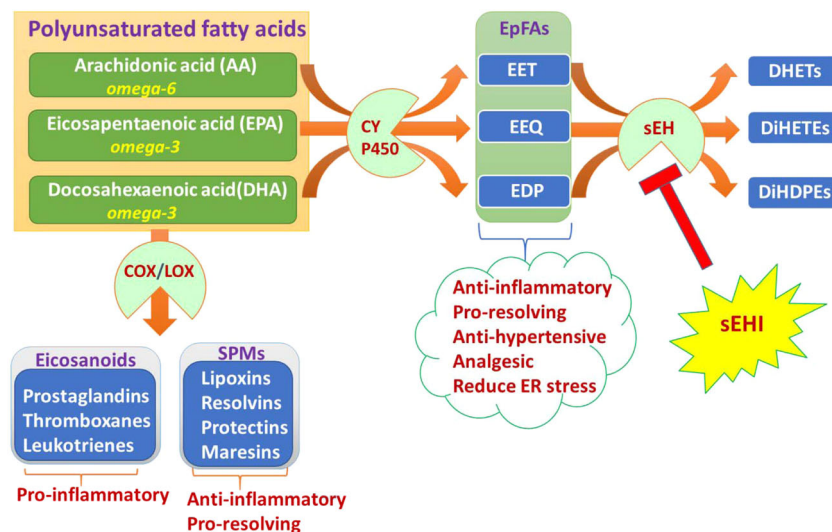 Polyunsaturated fatty acids
Arachidonic acid (AA)
omega-6
Eicosapentaenoic acid (EPA)
omega-3
Docosahexaenoic acid(DHA)
omega-3
CY
P450
EpFAs
EET
EEQ
EDP
sEH
DHETs
DiHETEs
DiHDPEs
COX/LOX
Anti-inflammatory
Pro-resolving
Anti-hypertensive
Analgesic
Reduce ER stress
sEHI
Eicosanoids
Prostaglandins
Thromboxanes
Leukotrienes
Pro-inflammatory
SPMs
Lipoxins
Resolvins
Protectins
Maresins
Anti-inflammatory
Pro-resolving